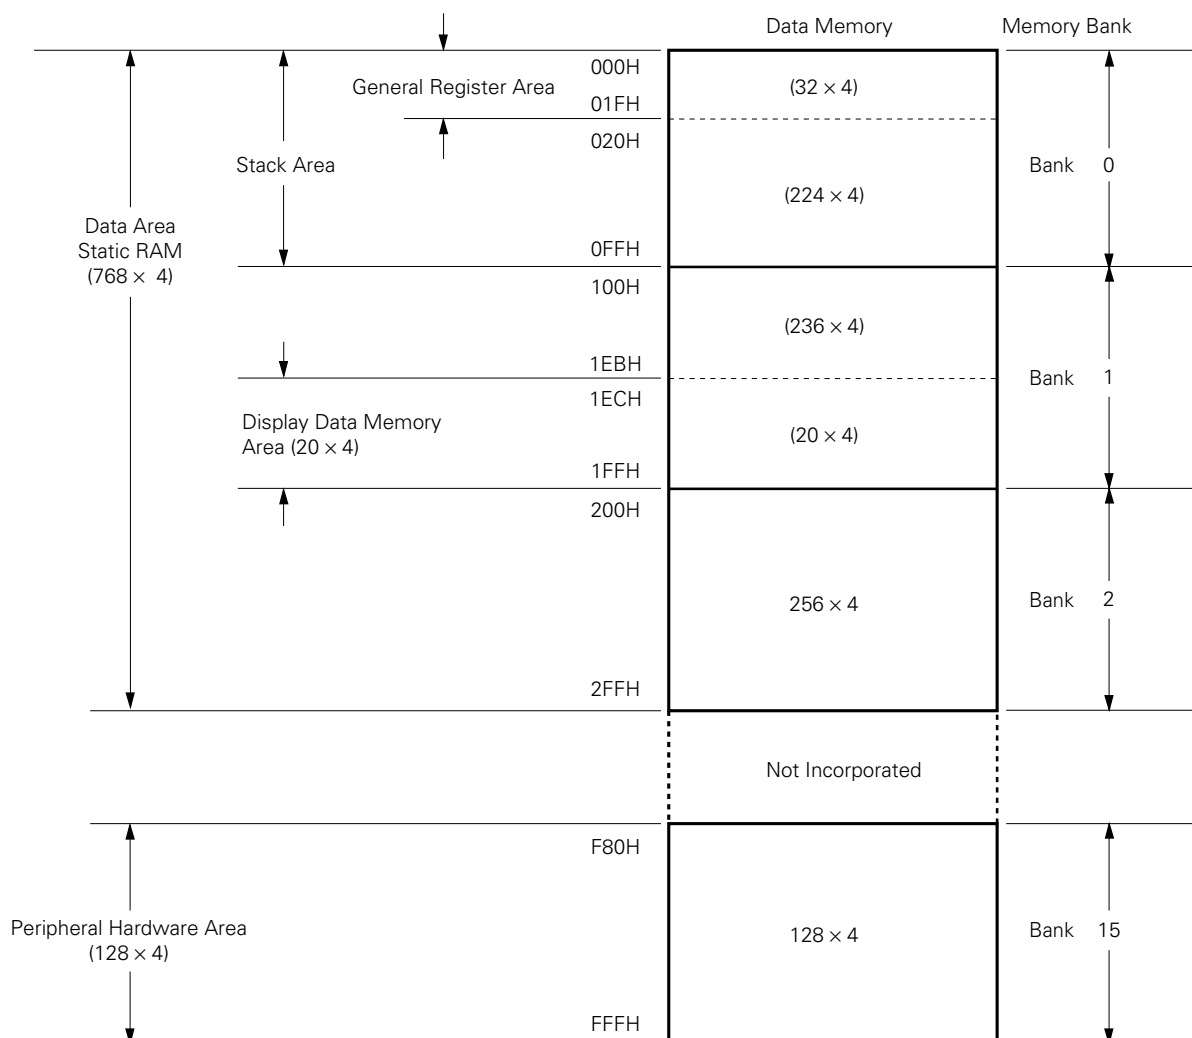 Data Memory
Memory Bank
000H
General Register Area
(32 × 4)
01FH
020H
Stack Area
Bank 0
(224 × 4)
Data Area
Static RAM
(768 × 4)
0FFH
100H
(236 × 4)
1EBH
Bank 1
1ECH
Display Data Memory
Area (20 × 4)
(20 × 4)
1FFH
200H
256 × 4
Bank 2
2FFH
Not Incorporated
F80H
Peripheral Hardware Area
(128 × 4)
128 × 4
Bank 15
FFFH